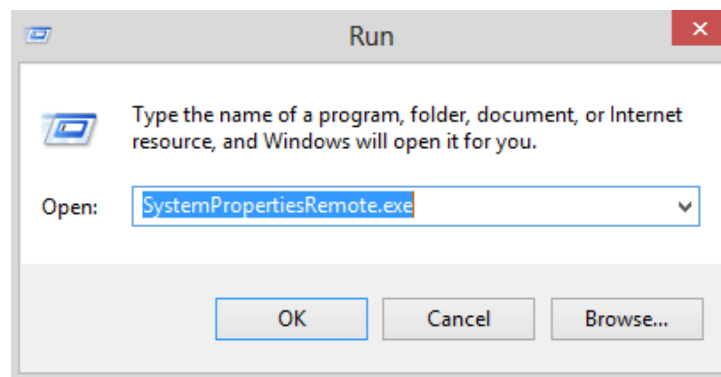 Run
Type the name of a program, folder, document, or Internet
resource, and Windows will open it for you.
Open: SystemPropertiesRemote.exe
OK Cancel Browse...